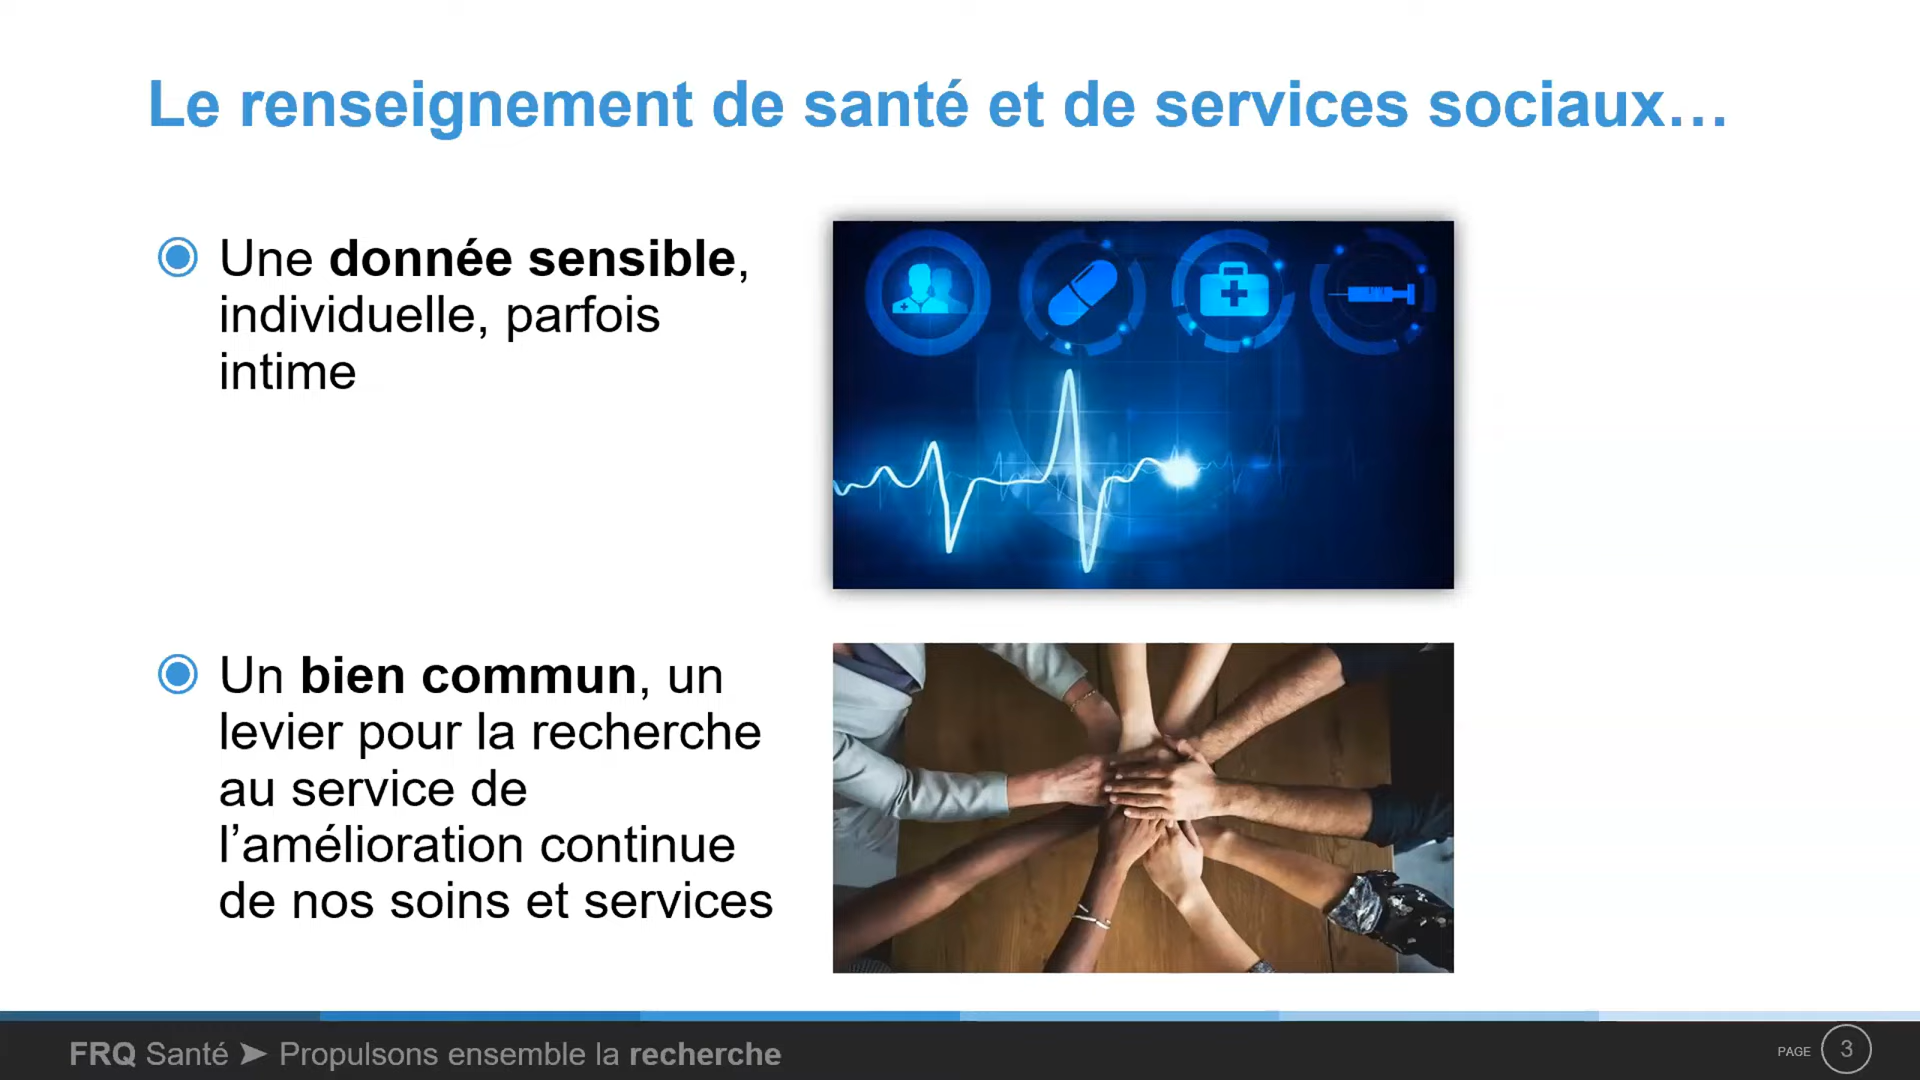 Le renseignement de santé et de services sociaux…
Une donnée sensible,
individuelle, parfois
intime
Un bien commun, un
levier pour la recherche
au service de
l’amélioration continue
de nos soins et services
FRQ Santé ➤ Propulsons ensemble la recherche
PAGE 3